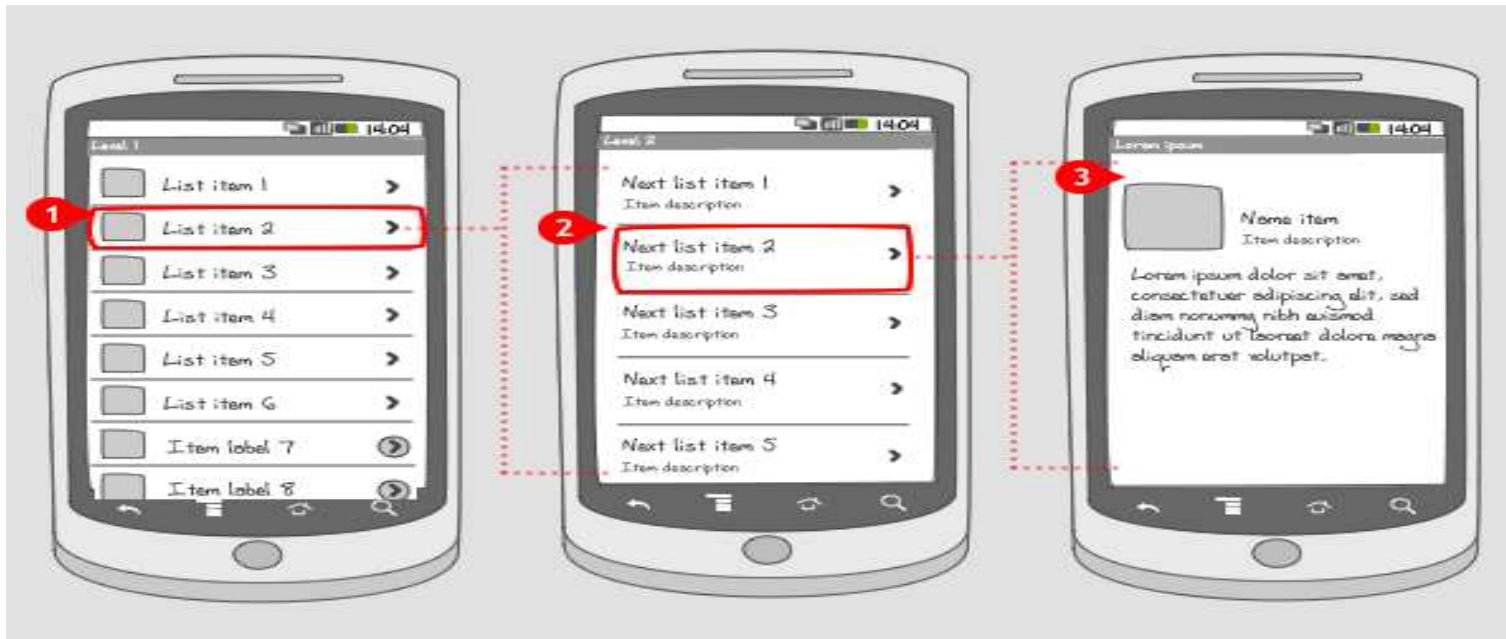 14:04
Level 1
List item 1
1
List item 2
List item 3
List item 4
List item 5
List item 6
Item label 7
Item label 8
14:04
Level 2
Next list item 1
Item description
2
Next list item 2
Item description
Next list item 3
Item description
Next list item 4
Item description
Next list item 5
Item description
14:04
Lorem ipsum
3
Name item
Item description
Lorem ipsum dolor sit amet,
consectetuer adipiscing elit, sed
diam nonummy nibh euismod
tincidunt ut laoreet dolore magna
aliquam erat volutpat.